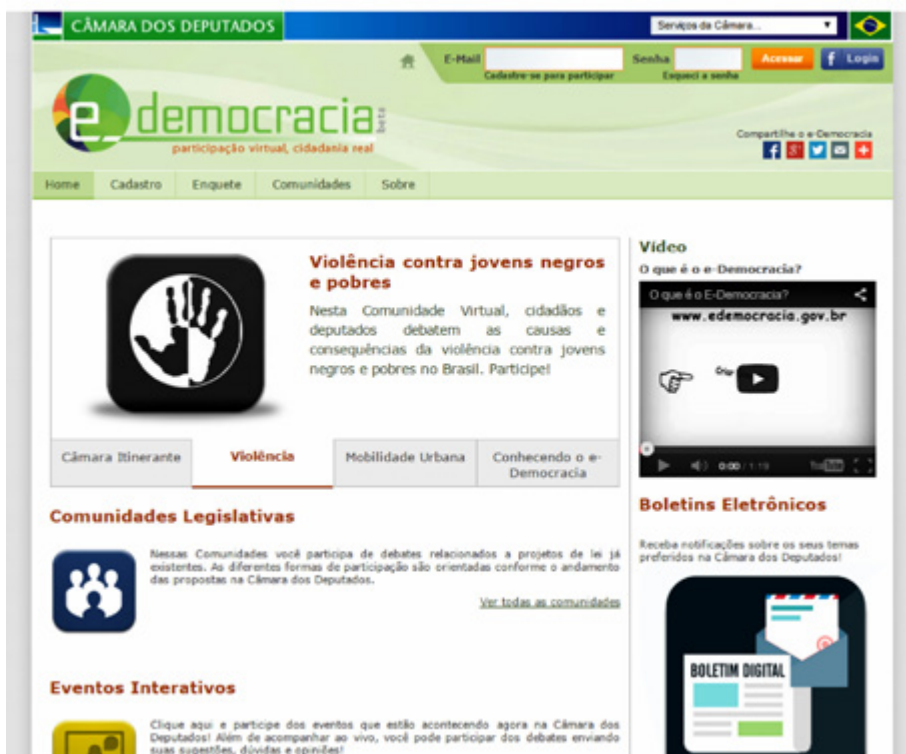 CÂMARA DOS DEPUTADOS
Serviços da Câmara...
E-Mail
Senha
Acessar
f Login
Cadastre-se para participar
Esqueci a senha
e democracia beta
participação virtual, cidadania real
Compartilhe o e-Democracia
Home Cadastro Enquete Comunidades Sobre
Violência contra jovens negros
e pobres
Nesta Comunidade Virtual, cidadãos e
deputados debatem as causas e
consequências da violência contra jovens
negros e pobres no Brasil. Participe!
Câmara Itinerante
Violência
Mobilidade Urbana
Conhecendo o e-
Democracia
Comunidades Legislativas
Nessas Comunidades você participa de debates relacionados a projetos de lei já
existentes. As diferentes formas de participação são orientadas conforme o andamento
das propostas na Câmara dos Deputados.
Ver todas as comunidades
Eventos Interativos
Clique aqui e participe dos eventos que estão acontecendo agora na Câmara dos
Deputados! Além de acompanhar ao vivo, você pode participar dos debates enviando
suas sugestões, dúvidas e opiniões!
Vídeo
O que é o e-Democracia?
O que é o E-Democracia?
www.edemocracia.gov.br
0:00 / 1:19
YouTube
Boletins Eletrônicos
Receba notificações sobre os seus temas
preferidos na Câmara dos Deputados!
BOLETIM DIGITAL